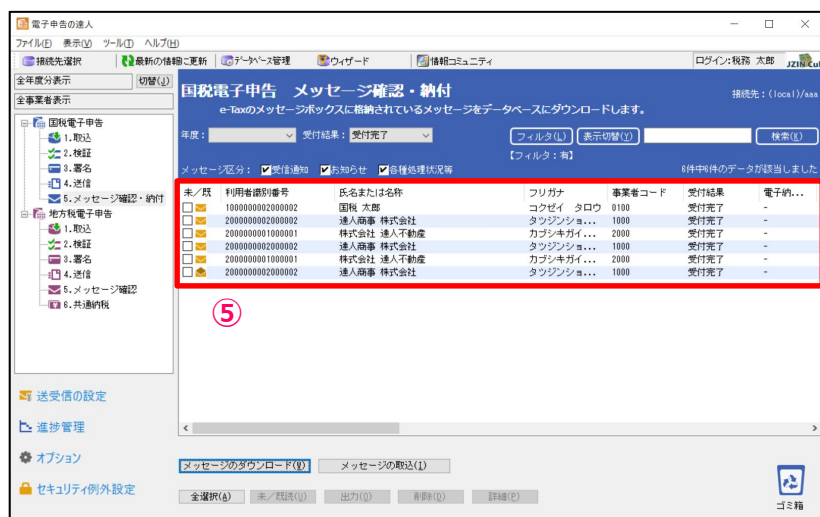 電子申告の達人
ファイル(F) 表示(V) ツール(T) ヘルプ(H)
接続先選択 最新の情報に更新 データベース管理 ウィザード 情報コミュニティ ログイン:税務 太郎
全年度分表示 切替(J)
全事業者表示
国税電子申告
1.取込
2.検証
3.署名
4.送信
5.メッセージ確認・納付
地方税電子申告
1.取込
2.検証
3.署名
4.送信
5.メッセージ確認
6.共通納税
送受信の設定
進捗管理
オプション
セキュリティ例外設定
国税電子申告 メッセージ確認・納付
接続先:(local)/aaa
e-Taxのメッセージボックスに格納されているメッセージをデータベースにダウンロードします。
年度: 受付結果: 受付完了 フィルタ(L) 表示切替(Y) 検索(K)
【フィルタ:有】
メッセージ区分: 受信通知 お知らせ 各種処理状況等 6件中6件のデータが該当しました
未/既 利用者識別番号 氏名または名称 フリガナ 事業者コード 受付結果 電子納...
1000000002000002 国税 太郎 コクゼイ タロウ 0100 受付完了 -
2000000002000002 達人商事 株式会社 タツジンショ... 1000 受付完了 -
2000000001000001 株式会社 達人不動産 カブシキガイ... 2000 受付完了 -
2000000002000002 達人商事 株式会社 タツジンショ... 1000 受付完了 -
2000000001000001 株式会社 達人不動産 カブシキガイ... 2000 受付完了 -
2000000002000002 達人商事 株式会社 タツジンショ... 1000 受付完了 -
⑤
メッセージのダウンロード(W) メッセージの取込(I)
全選択(A) 未/既読(U) 出力(O) 削除(D) 詳細(P)
ゴミ箱